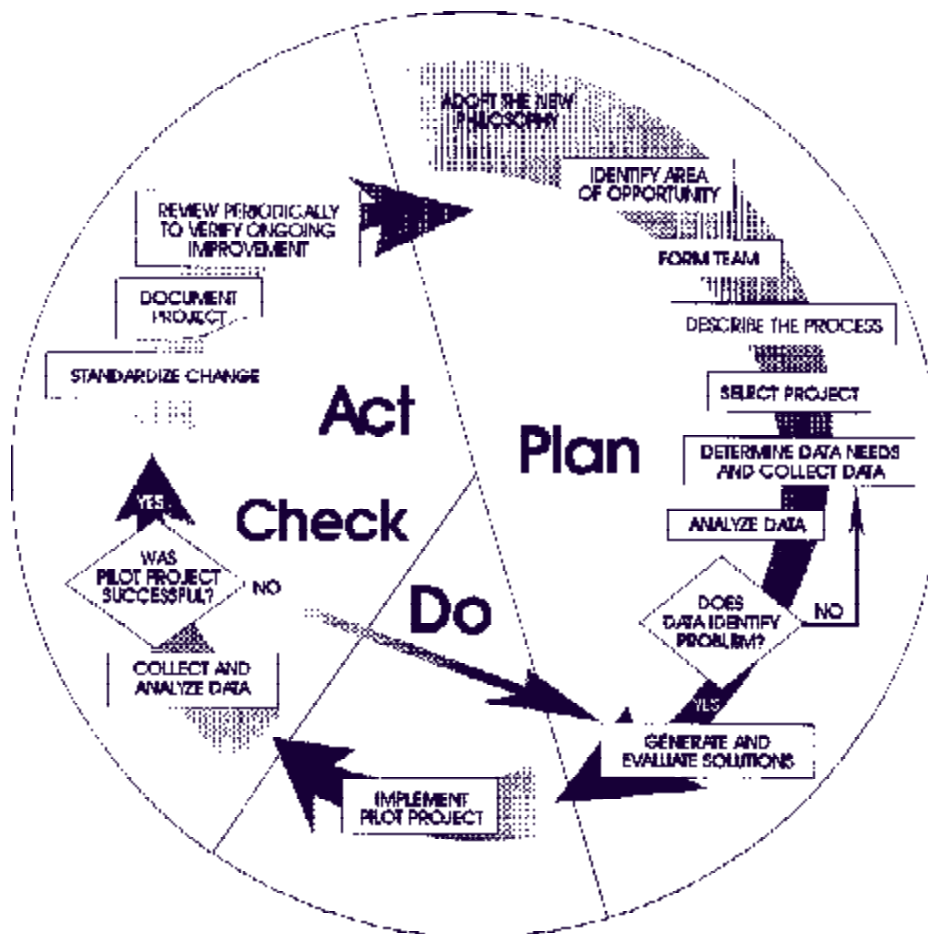 ADOPT THE NEW
PHILOSOPHY
IDENTIFY AREA
OF OPPORTUNITY
FORM TEAM
DESCRIBE THE PROCESS
SELECT PROJECT
DETERMINE DATA NEEDS
AND COLLECT DATA
ANALYZE DATA
DOES
DATA IDENTIFY
PROBLEM?
NO
YES
GENERATE AND
EVALUATE SOLUTIONS
Plan
Do
IMPLEMENT
PILOT PROJECT
Check
COLLECT AND
ANALYZE DATA
WAS
PILOT PROJECT
SUCCESSFUL?
NO
YES
Act
STANDARDIZE CHANGE
DOCUMENT
PROJECT
REVIEW PERIODICALLY
TO VERIFY ONGOING
IMPROVEMENT